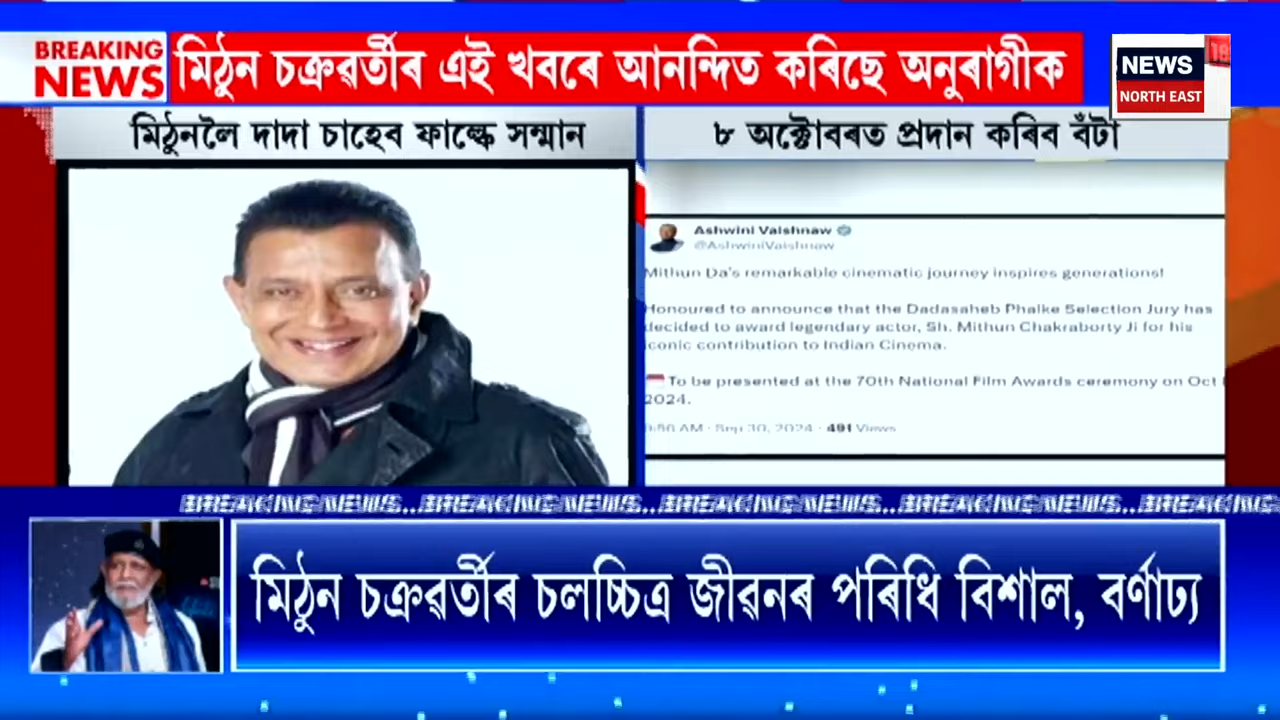 BREAKING
NEWS
মিঠুন চক্ৰৱৰ্তীৰ এই খবৰে আনন্দিত কৰিছে অনুৰাগীক
NEWS 18
NORTH EAST
মিঠুনলৈ দাদা চাহেব ফাল্কে সন্মান
৮ অক্টোবৰত প্ৰদান কৰিব বঁটা
Ashwini Vaishnaw
@AshwiniVaishnaw
Mithun Da's remarkable cinematic journey inspires generations!
Honoured to announce that the Dadasaheb Phalke Selection Jury has
decided to award legendary actor, Sh. Mithun Chakraborty Ji for his
iconic contribution to Indian Cinema.
To be presented at the 70th National Film Awards ceremony on Oct
2024.
AM · Sep 30, 2024 · 491 Views
BREAKING NEWS...BREAKING NEWS...BREAKING NEWS...BREAKING NEWS...BREAKING
মিঠুন চক্ৰৱৰ্তীৰ চলচ্চিত্ৰ জীৱনৰ পৰিধি বিশাল, বৰ্ণাঢ্য